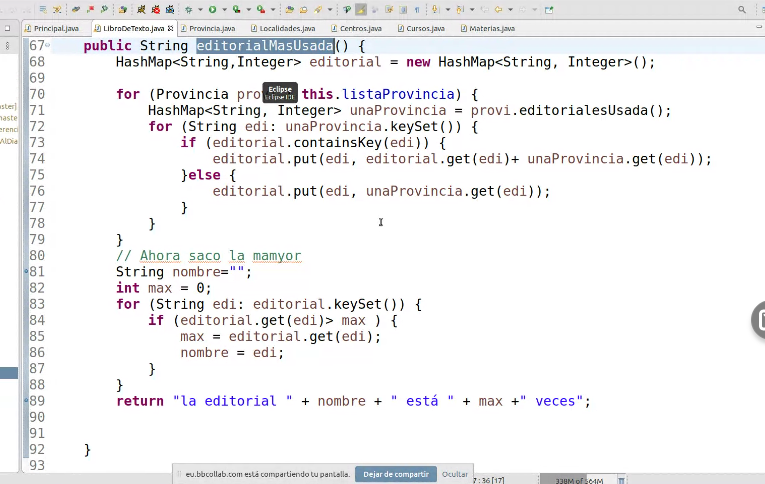 Principal.java LibroDeTexto.java Provincia.java Localidades.java Centros.java Cursos.java Materias.java
67 public String editorialMasUsada() {
68 HashMap<String,Integer> editorial = new HashMap<String, Integer>();
69
70 for (Provincia prov this.listaProvincia) {
Eclipse
Eclipse IDE
71 HashMap<String, Integer> unaProvincia = provi.editorialesUsada();
72 for (String edi: unaProvincia.keySet()) {
73 if (editorial.containsKey(edi)) {
74 editorial.put(edi, editorial.get(edi)+ unaProvincia.get(edi));
75 }else {
76 editorial.put(edi, unaProvincia.get(edi));
77 }
78 }
79 }
80 // Ahora saco la mamyor
81 String nombre="";
82 int max = 0;
83 for (String edi: editorial.keySet()) {
84 if (editorial.get(edi)> max ) {
85 max = editorial.get(edi);
86 nombre = edi;
87 }
88 }
89 return "la editorial " + nombre + " está " + max +" veces";
90
91
92 }
93
ster]
maste
erenci
AlDia
eu.bbcollab.com está compartiendo tu pantalla. Dejar de compartir Ocultar
7 : 36 [17] 338M of 564M